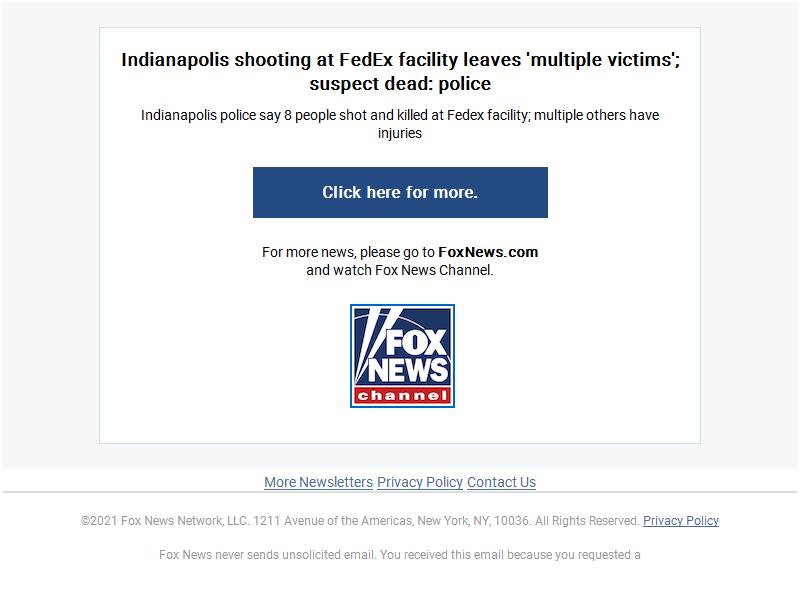 Indianapolis shooting at FedEx facility leaves 'multiple victims';
suspect dead: police
Indianapolis police say 8 people shot and killed at Fedex facility; multiple others have
injuries
Click here for more.
For more news, please go to FoxNews.com
and watch Fox News Channel.
FOX
NEWS
channel
More Newsletters Privacy Policy Contact Us
©2021 Fox News Network, LLC. 1211 Avenue of the Americas, New York, NY, 10036. All Rights Reserved. Privacy Policy
Fox News never sends unsolicited email. You received this email because you requested a